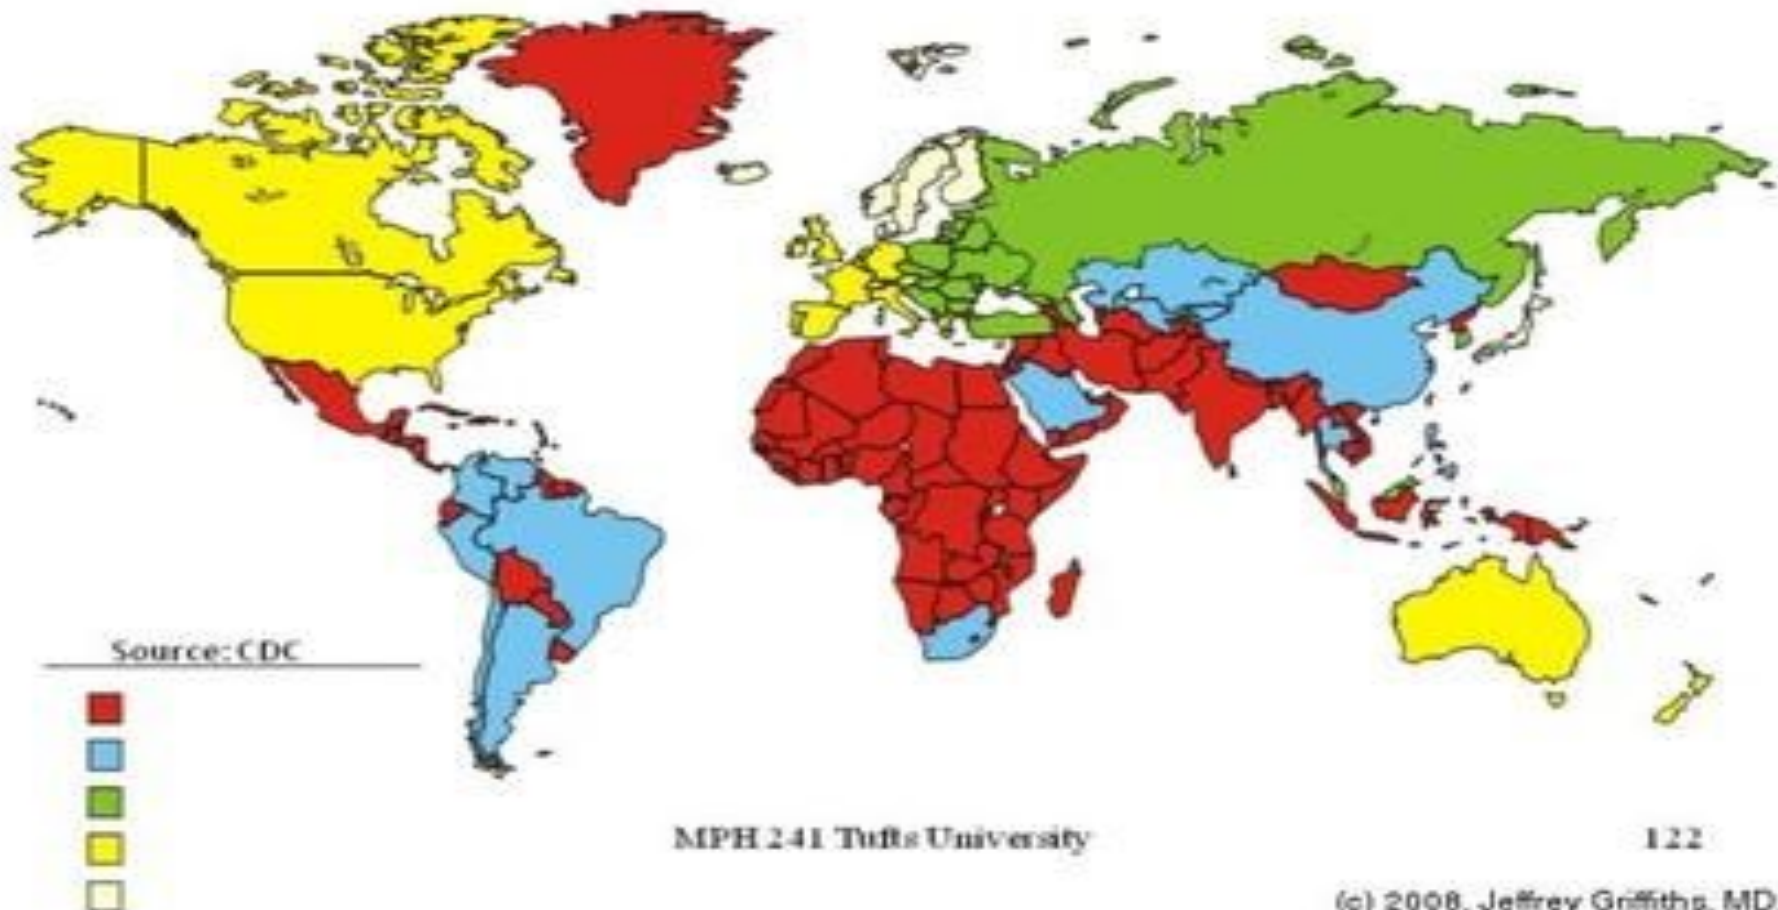 Source: CDC
MPH 241 Tufts University
122
(c) 2008, Jeffrey Griffiths, MD